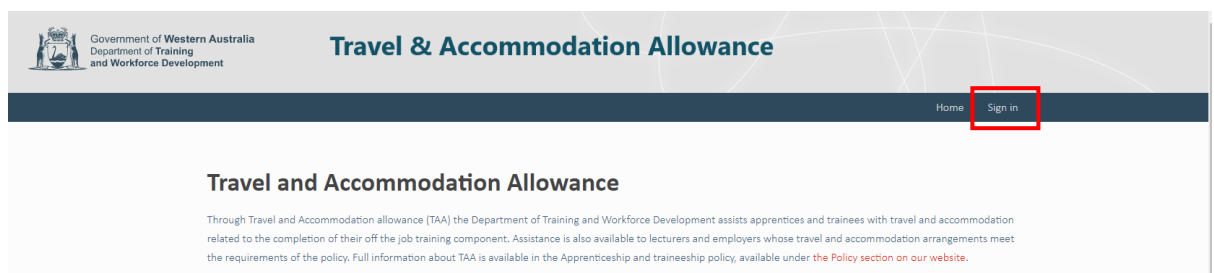 Government of Western Australia
Department of Training
and Workforce Development
Travel & Accommodation Allowance
Home Sign in
Travel and Accommodation Allowance
Through Travel and Accommodation allowance (TAA) the Department of Training and Workforce Development assists apprentices and trainees with travel and accommodation
related to the completion of their off the job training component. Assistance is also available to lecturers and employers whose travel and accommodation arrangements meet
the requirements of the policy. Full information about TAA is available in the Apprenticeship and traineeship policy, available under the Policy section on our website.